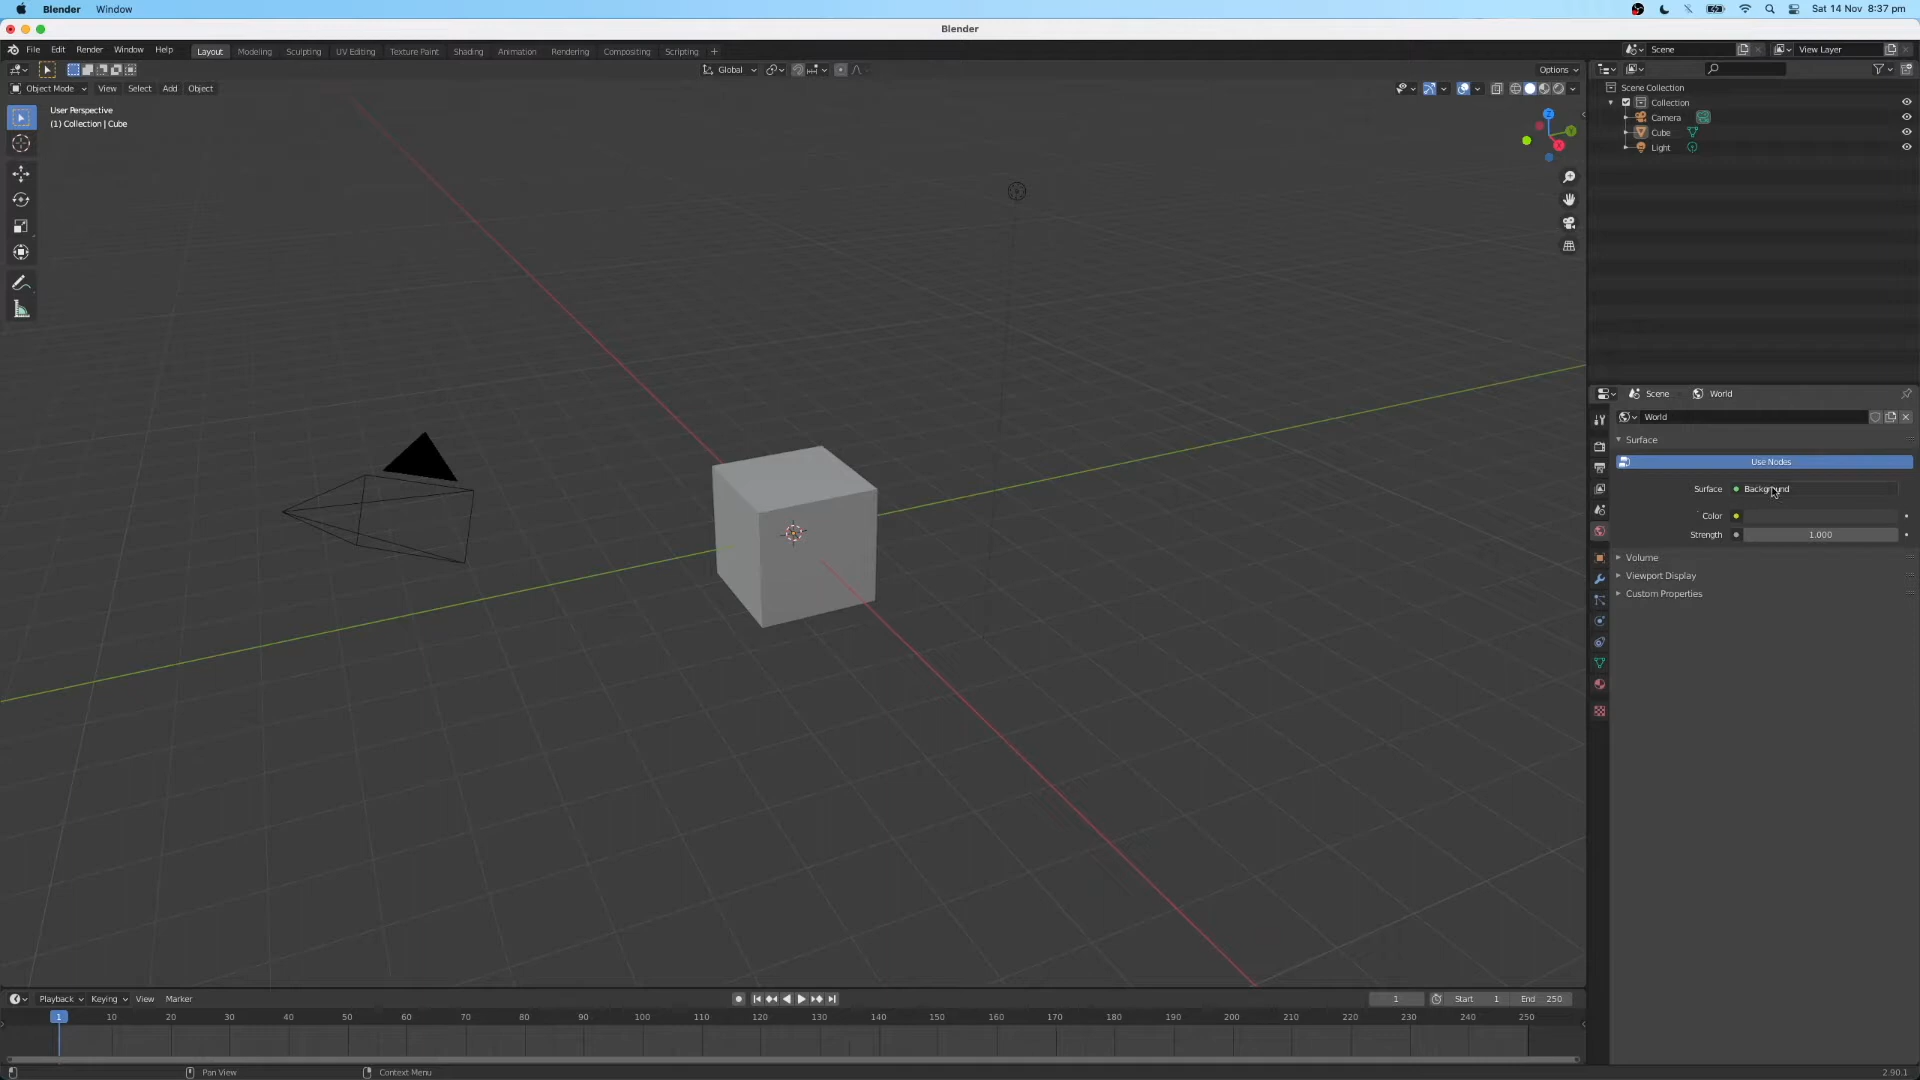 Blender Window Sat 14 Nov 8:37 pm
Blender
File Edit Render Window Help Layout Modeling Sculpting UV Editing Texture Paint Shading Animation Rendering Compositing Scripting + Scene View Layer
Global Options
Object Mode View Select Add Object
User Perspective
(1) Collection | Cube
Z
Y
X
Scene Collection
Collection
Camera
Cube
Light
Scene World
World
Surface
Use Nodes
Surface Background
Color
Strength 1.000
Volume
Viewport Display
Custom Properties
Playback Keying View Marker 1 Start 1 End 250
1 10 20 30 40 50 60 70 80 90 100 110 120 130 140 150 160 170 180 190 200 210 220 230 240 250
Pan View Context Menu 2.90.1